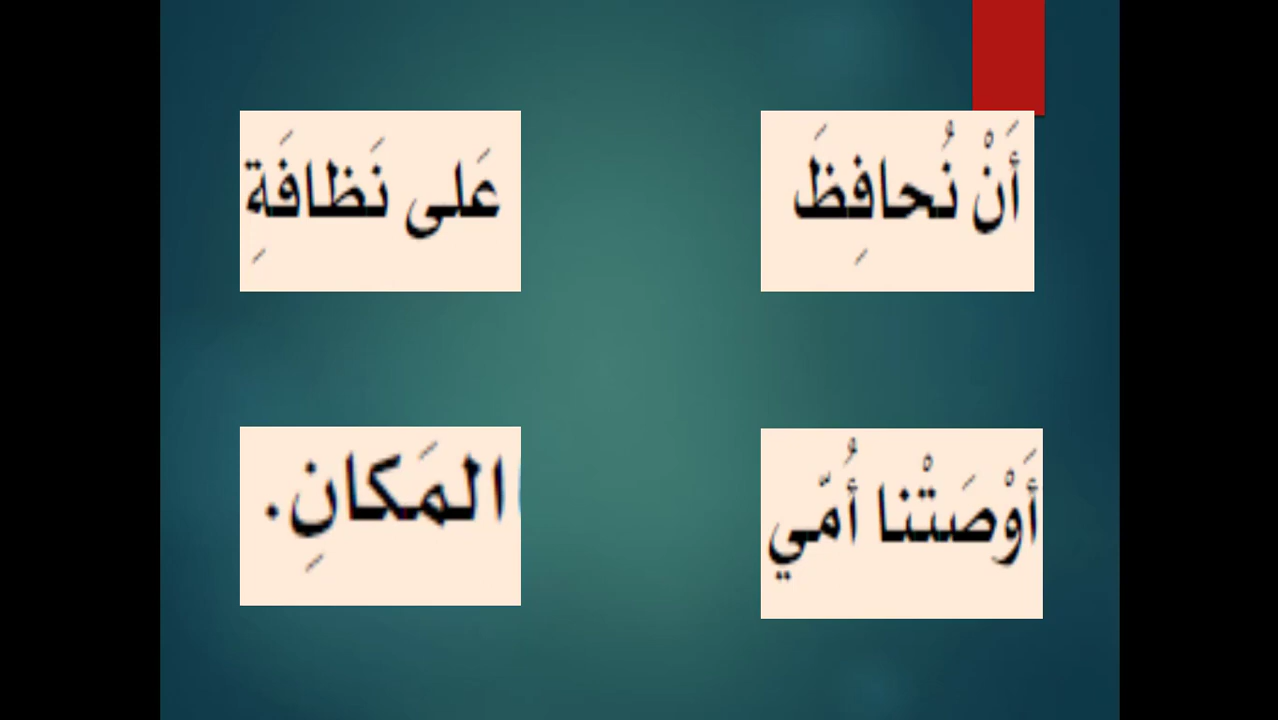 أَنْ نُحافِظَ
عَلى نَظافَةِ
أَوْصَتْنا أُمّي
المَكانِ.